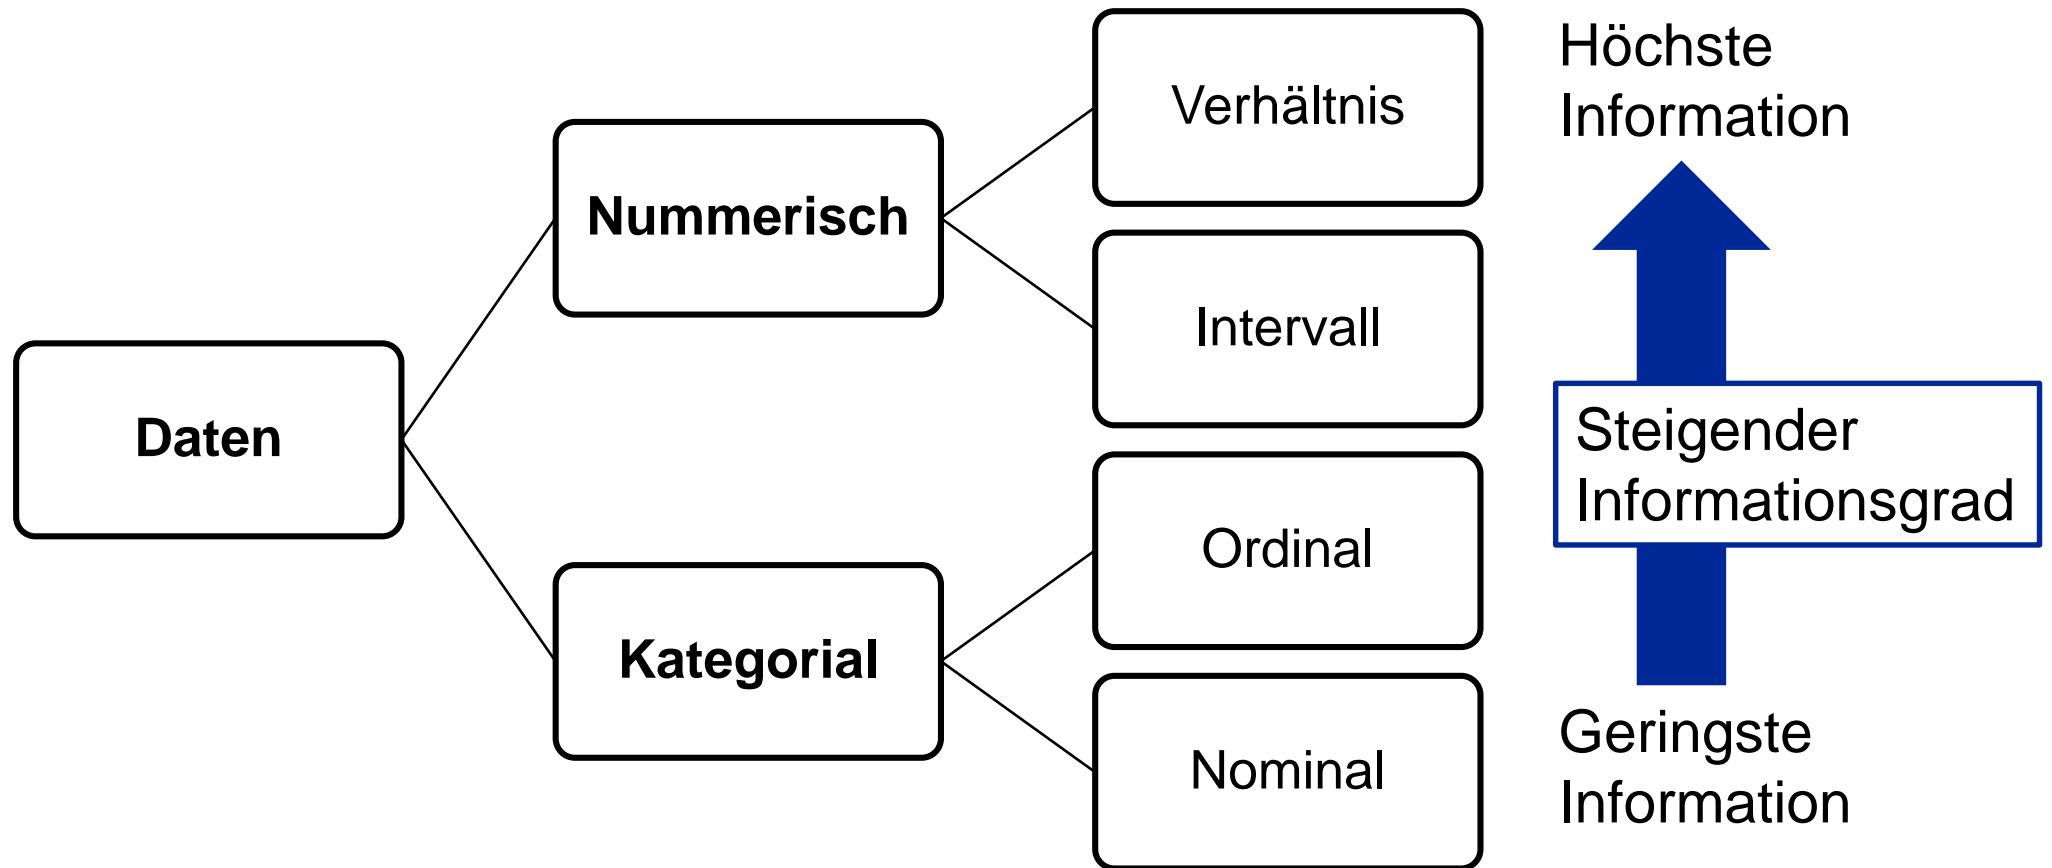 Daten
Nummerisch
Kategorial
Verhältnis
Intervall
Ordinal
Nominal
Höchste
Information
Steigender
Informationsgrad
Geringste
Information